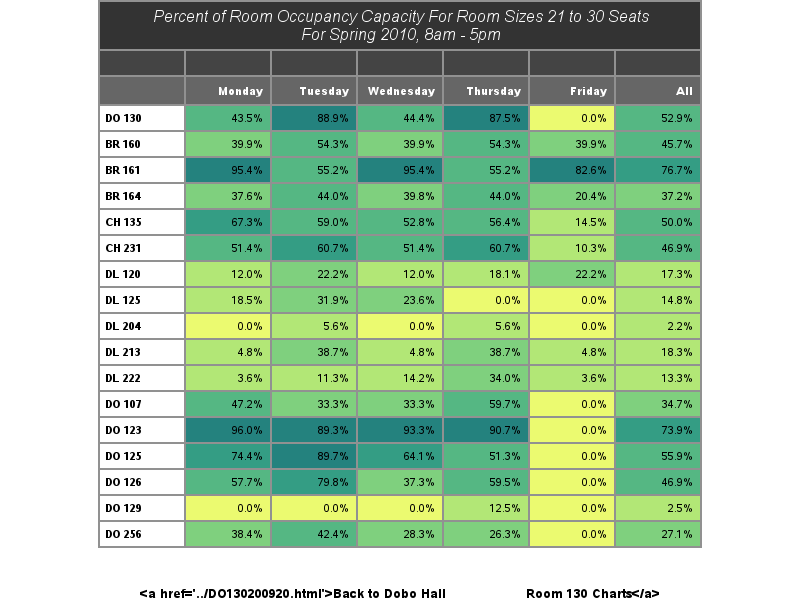 Percent of Room Occupancy Capacity For Room Sizes 21 to 30 Seats
For Spring 2010, 8am - 5pm
Monday Tuesday Wednesday Thursday Friday All
DO 130 43.5% 88.9% 44.4% 87.5% 0.0% 52.9%
BR 160 39.9% 54.3% 39.9% 54.3% 39.9% 45.7%
BR 161 95.4% 55.2% 95.4% 55.2% 82.6% 76.7%
BR 164 37.6% 44.0% 39.8% 44.0% 20.4% 37.2%
CH 135 67.3% 59.0% 52.8% 56.4% 14.5% 50.0%
CH 231 51.4% 60.7% 51.4% 60.7% 10.3% 46.9%
DL 120 12.0% 22.2% 12.0% 18.1% 22.2% 17.3%
DL 125 18.5% 31.9% 23.6% 0.0% 0.0% 14.8%
DL 204 0.0% 5.6% 0.0% 5.6% 0.0% 2.2%
DL 213 4.8% 38.7% 4.8% 38.7% 4.8% 18.3%
DL 222 3.6% 11.3% 14.2% 34.0% 3.6% 13.3%
DO 107 47.2% 33.3% 33.3% 59.7% 0.0% 34.7%
DO 123 96.0% 89.3% 93.3% 90.7% 0.0% 73.9%
DO 125 74.4% 89.7% 64.1% 51.3% 0.0% 55.9%
DO 126 57.7% 79.8% 37.3% 59.5% 0.0% 46.9%
DO 129 0.0% 0.0% 0.0% 12.5% 0.0% 2.5%
DO 256 38.4% 42.4% 28.3% 26.3% 0.0% 27.1%
<a href='../DO130200920.html'>Back to Dobo Hall Room 130 Charts</a>